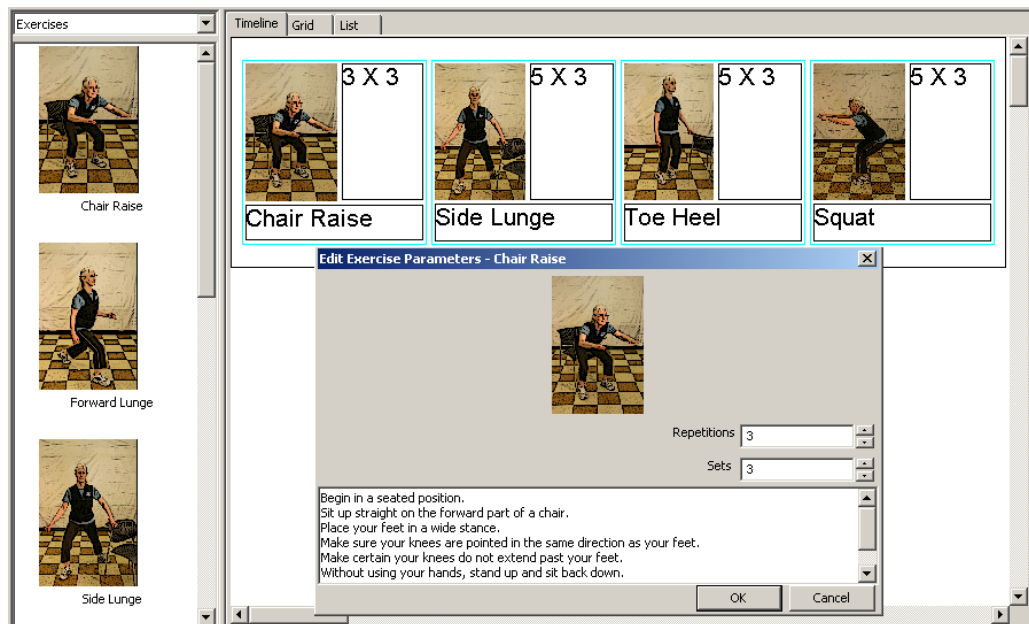 Exercises
Chair Raise
Forward Lunge
Side Lunge
Timeline Grid List
3 X 3
Chair Raise
5 X 3
Side Lunge
5 X 3
Toe Heel
5 X 3
Squat
Edit Exercise Parameters - Chair Raise
Repetitions 3
Sets 3
Begin in a seated position.
Sit up straight on the forward part of a chair.
Place your feet in a wide stance.
Make sure your knees are pointed in the same direction as your feet.
Make certain your knees do not extend past your feet.
Without using your hands, stand up and sit back down.
OK Cancel